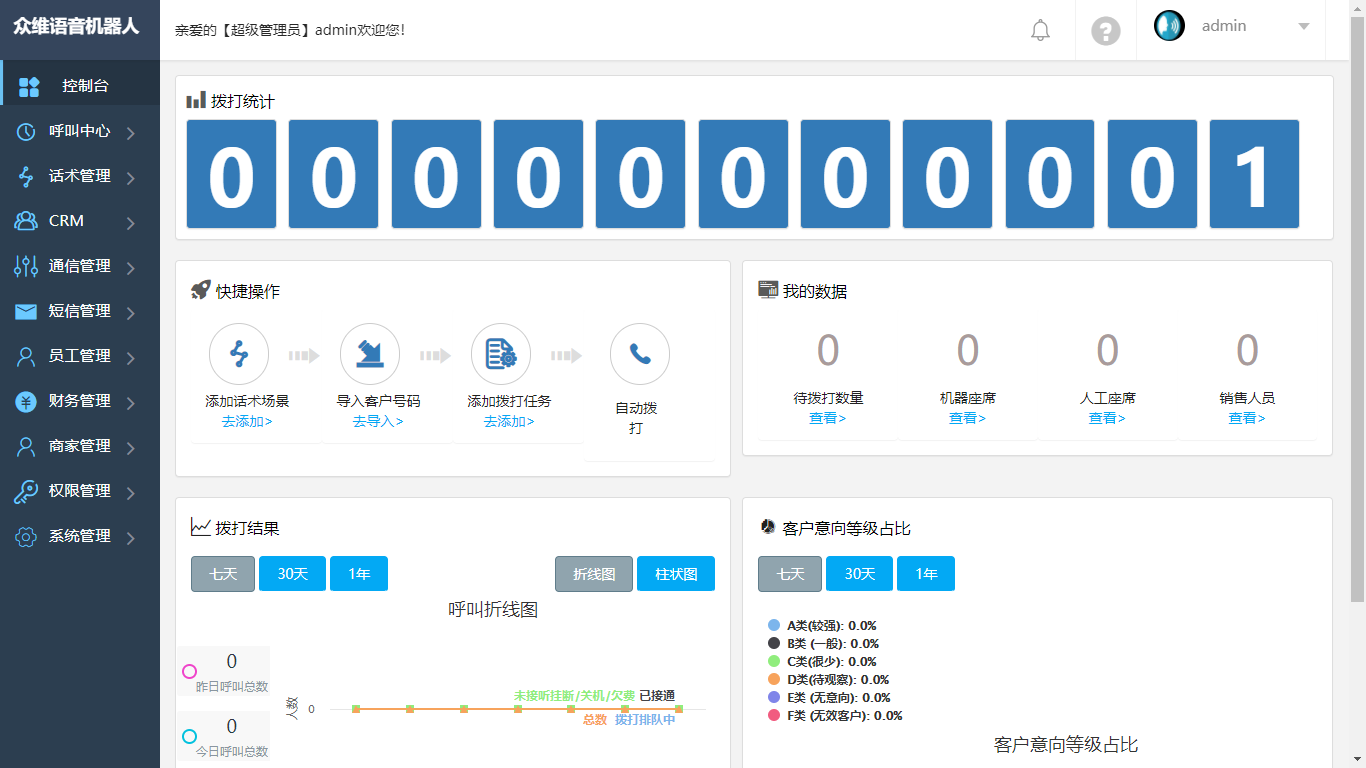 众维语音机器人
亲爱的【超级管理员】admin欢迎您!
admin
控制台
呼叫中心
话术管理
CRM
通信管理
短信管理
员工管理
财务管理
商家管理
权限管理
系统管理
拨打统计
0 0 0 0 0 0 0 0 0 0 1
快捷操作
添加话术场景
去添加>
导入客户号码
去导入>
添加拨打任务
去添加>
自动拨
打
我的数据
0 0 0 0
待拨打数量 机器座席 人工座席 销售人员
查看> 查看> 查看> 查看>
拨打结果
七天 30天 1年 折线图 柱状图
呼叫折线图
0
昨日呼叫总数
0
今日呼叫总数
人数
0
未接听挂断/关机/欠费 已接通
总数 拨打排队中
客户意向等级占比
七天 30天 1年
A类(较强): 0.0%
B类 (一般): 0.0%
C类(很少): 0.0%
D类(待观察): 0.0%
E类 (无意向): 0.0%
F类 (无效客户): 0.0%
客户意向等级占比